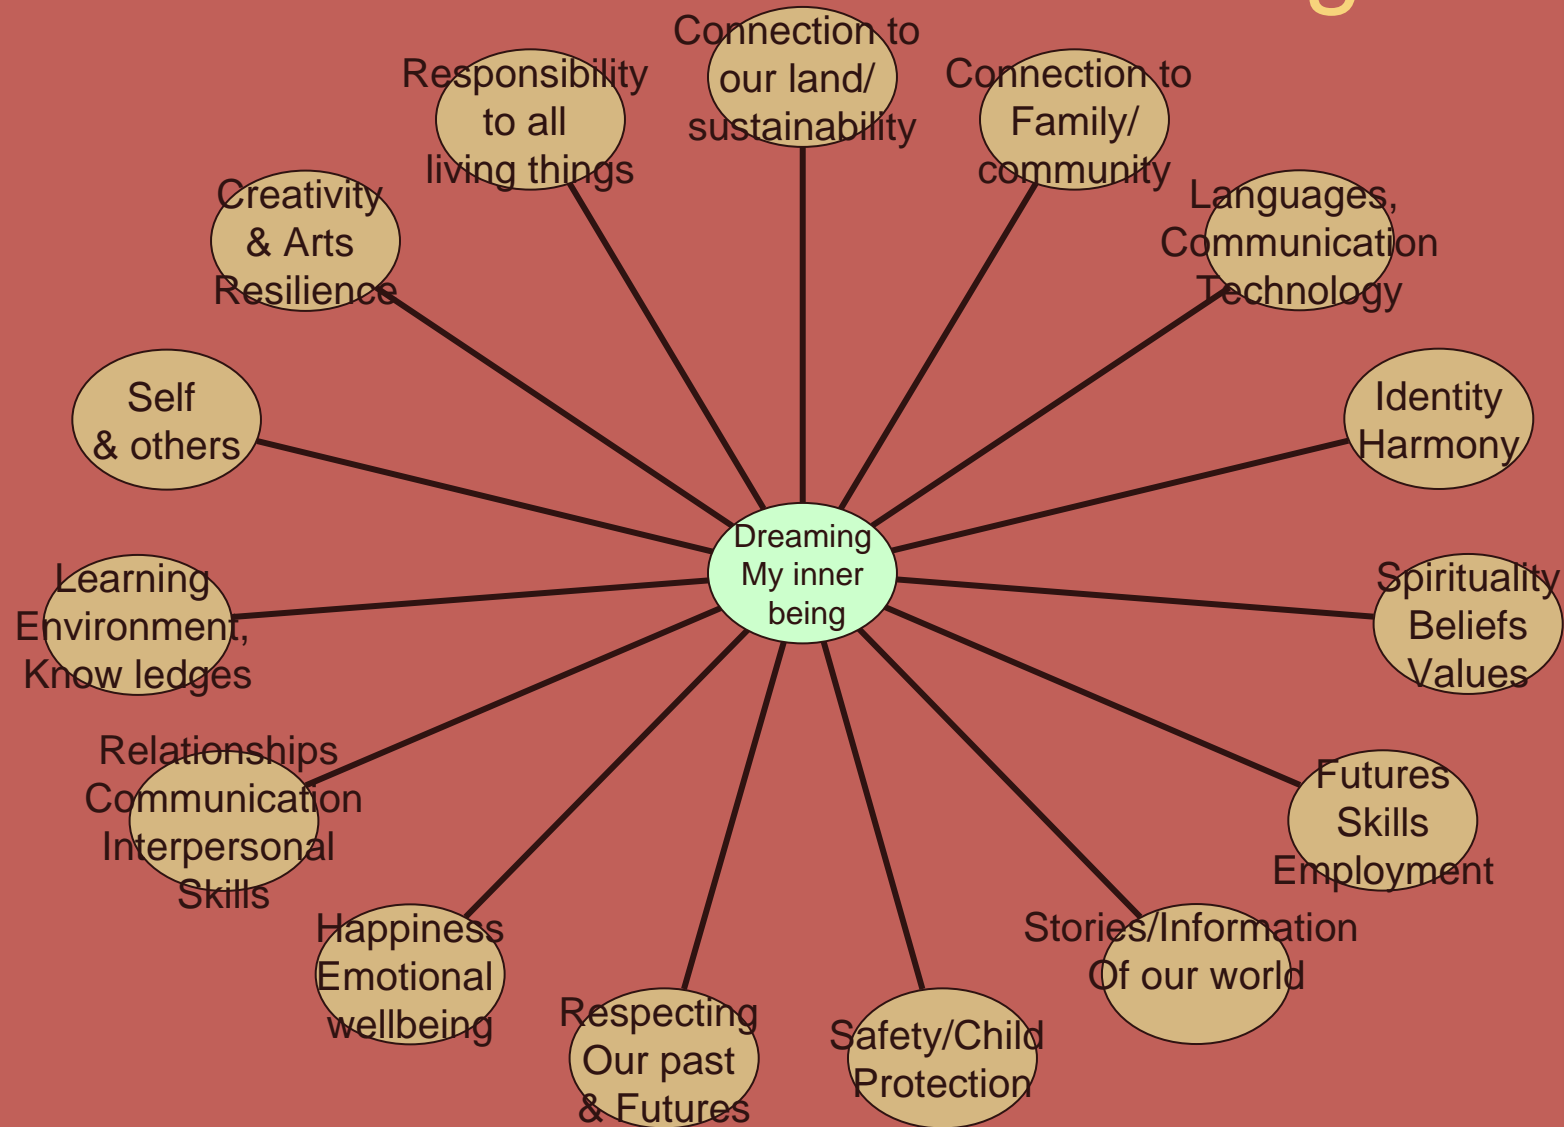 Connection to
our land/
sustainability
Connection to
Family/
community
Languages,
Communication
Technology
Identity
Harmony
Spirituality
Beliefs
Values
Futures
Skills
Employment
Stories/Information
Of our world
Safety/Child
Protection
Respecting
Our past
& Futures
Happiness
Emotional
wellbeing
Relationships
Communication
Interpersonal
Skills
Learning
Environment,
Know ledges
Self
& others
Creativity
& Arts
Resilience
Responsibility
to all
living things
Dreaming
My inner
being